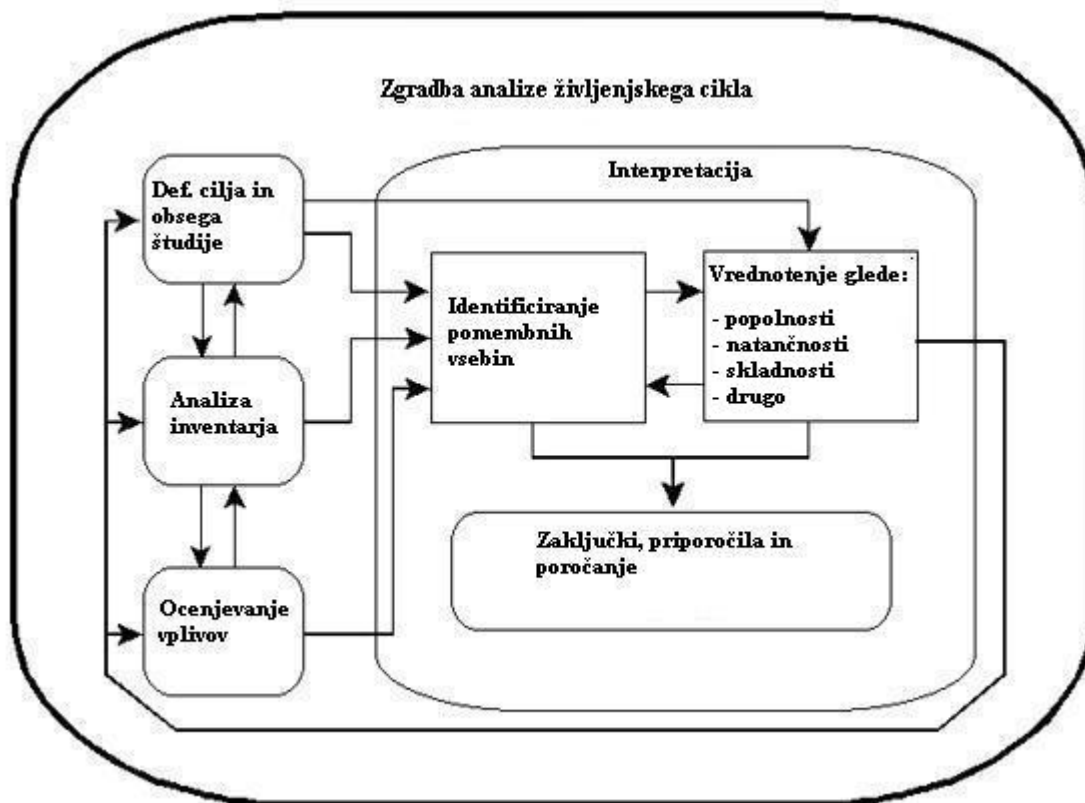 Zgradba analize življenjskega cikla
Def. cilja in
obsega
študije
Analiza
inventarja
Ocenjevanje
vplivov
Interpretacija
Identificiranje
pomembnih
vsebin
Vrednotenje glede:
- popolnosti
- natančnosti
- skladnosti
- drugo
Zaključki, priporočila in
poročanje